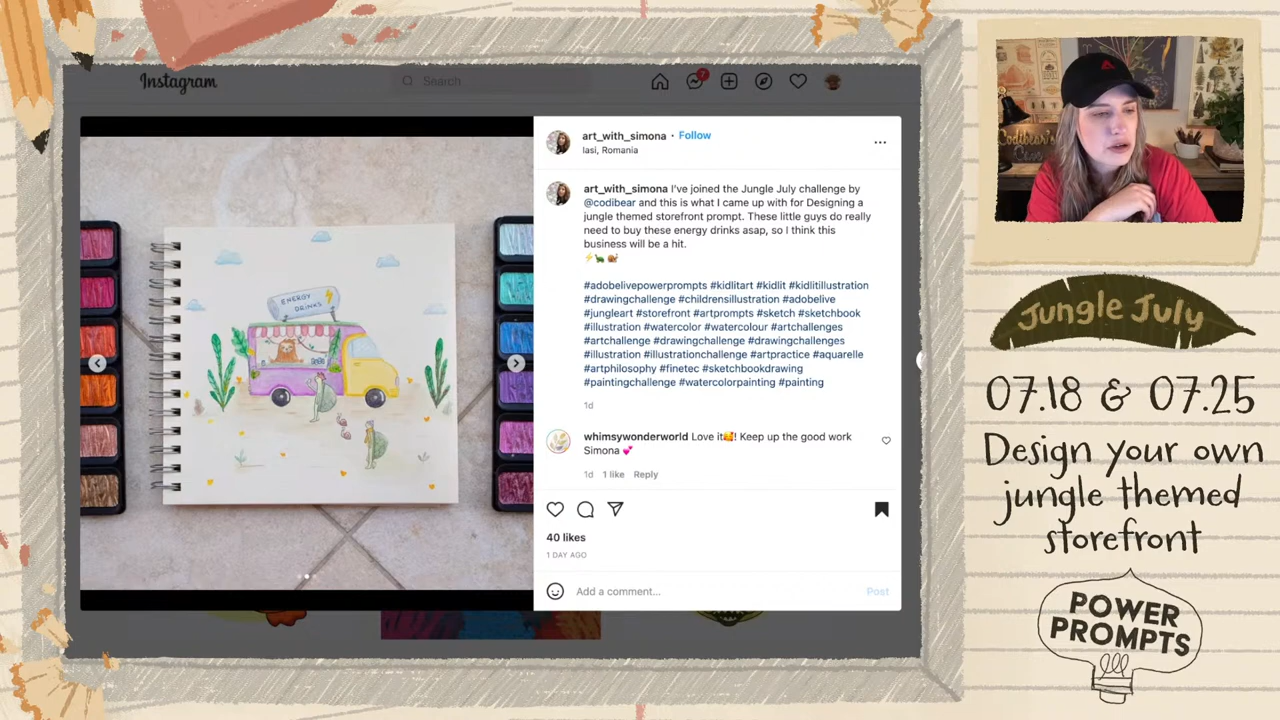 Instagram
Search
7
art_with_simona • Follow
Iasi, Romania
art_with_simona I've joined the Jungle July challenge by
@codibear and this is what I came up with for Designing a
jungle themed storefront prompt. These little guys do really
need to buy these energy drinks asap, so I think this
business will be a hit.
⚡🐛🐌
#adobelivepowerprompts #kidlitart #kidlit #kidlitillustration
#drawingchallenge #childrensillustration #adobelive
#jungleart #storefront #artprompts #sketch #sketchbook
#illustration #watercolor #watercolour #artchallenges
#artchallenge #drawingchallenge #drawingchallenges
#illustration #illustrationchallenge #artpractice #aquarelle
#artphilosophy #finetec #sketchbookdrawing
#paintingchallenge #watercolorpainting #painting
1d
whimsywonderworld Love it🥰! Keep up the good work
Simona 💕
1d 1 like Reply
40 likes
1 DAY AGO
Add a comment... Post
ENERGY
DRINKS
Codibear's
Jungle July
07.18 & 07.25
Design your own
jungle themed
storefront
POWER
PROMPTS